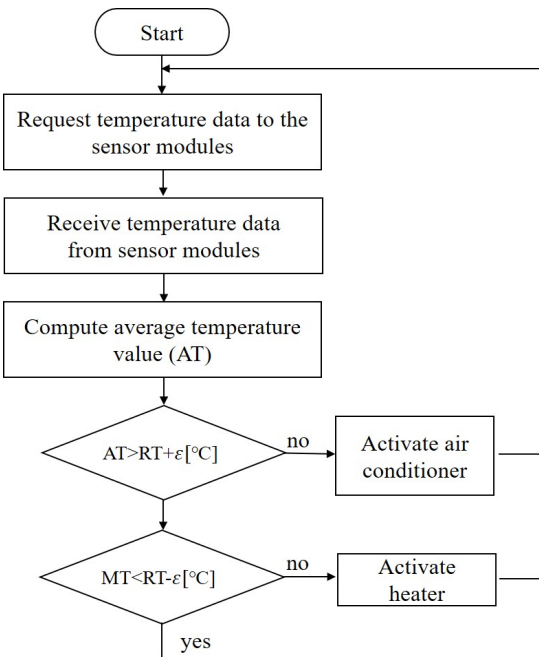 Start
Request temperature data to the
sensor modules
Receive temperature data
from sensor modules
Compute average temperature
value (AT)
AT>RT+ε[°C]
no
Activate air
conditioner
MT<RT-ε[°C]
no
Activate
heater
yes